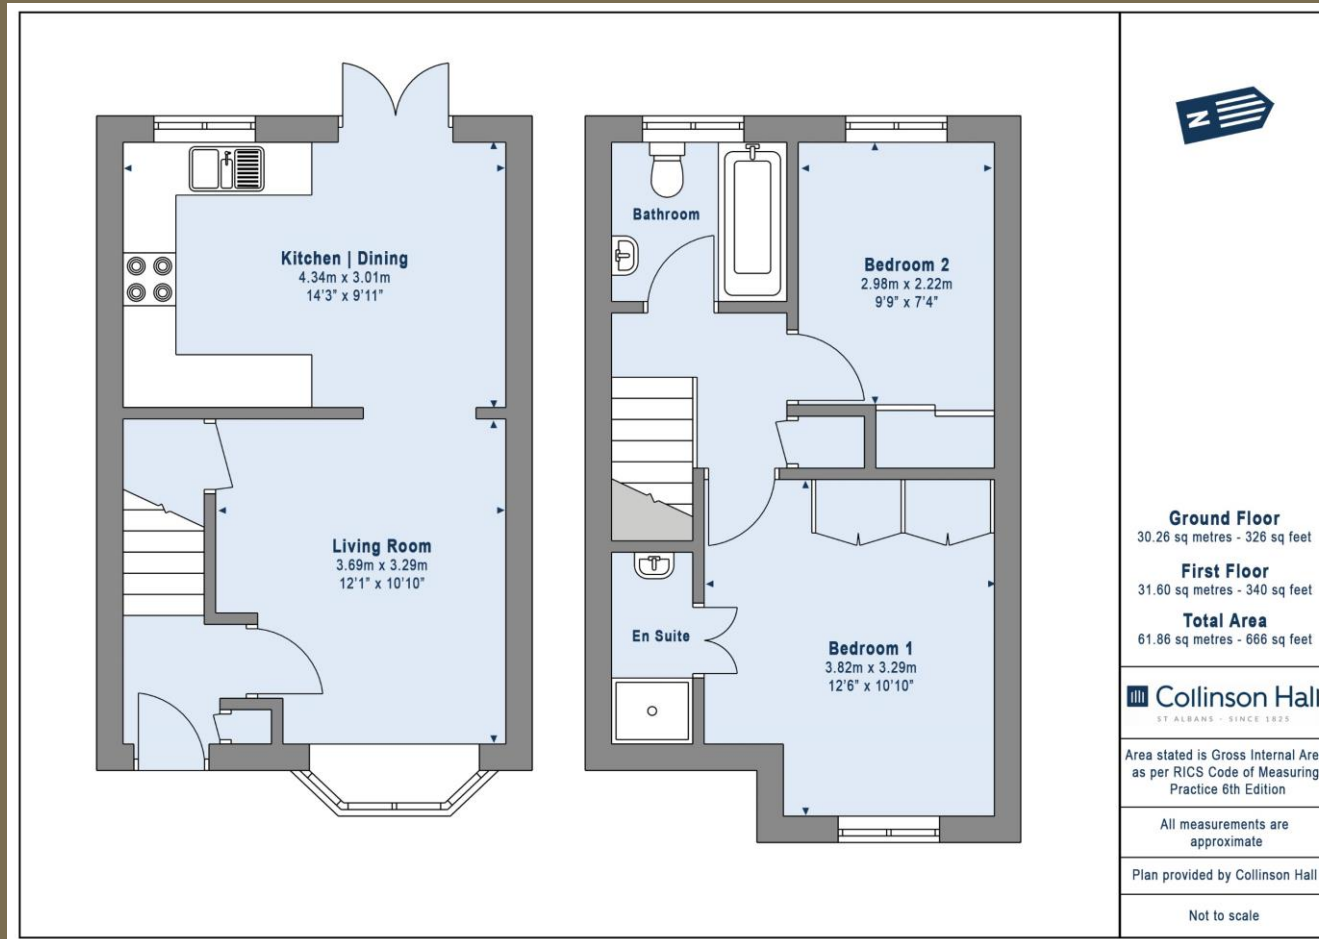 Kitchen | Dining
4.34m x 3.01m
14'3" x 9'11"
Living Room
3.69m x 3.29m
12'1" x 10'10"
Bathroom
Bedroom 2
2.98m x 2.22m
9'9" x 7'4"
En Suite
Bedroom 1
3.82m x 3.29m
12'6" x 10'10"
N
Ground Floor
30.26 sq metres - 326 sq feet
First Floor
31.60 sq metres - 340 sq feet
Total Area
61.86 sq metres - 666 sq feet
Collinson Hall
ST ALBANS - SINCE 1825
Area stated is Gross Internal Are
as per RICS Code of Measuring
Practice 6th Edition
All measurements are
approximate
Plan provided by Collinson Hall
Not to scale